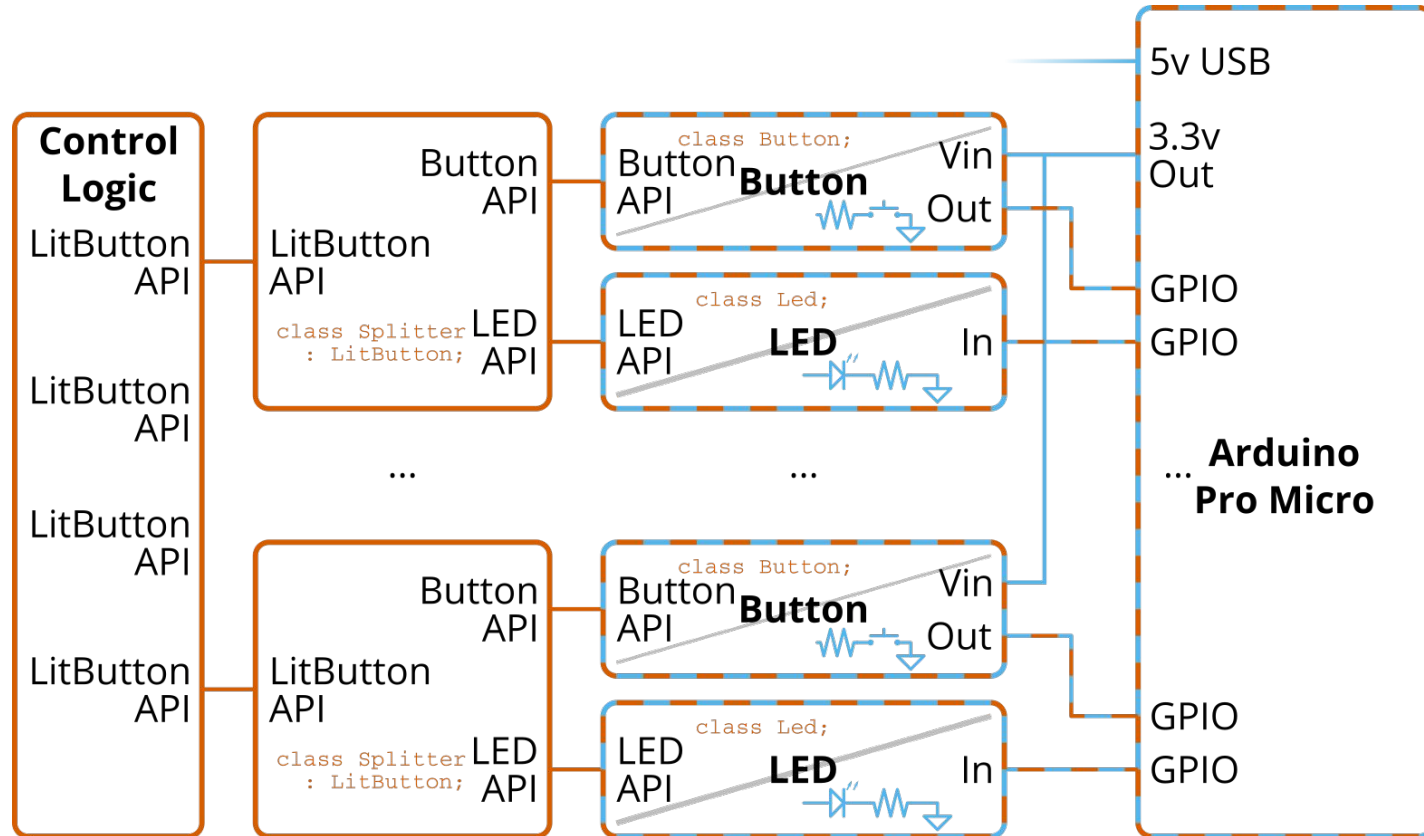 Control
Logic
LitButton
API
LitButton
API
LitButton
API
LitButton
API
Button
API
LitButton
API
LED
API
class Splitter
: LitButton;
...
Button
API
LitButton
API
LED
API
class Splitter
: LitButton;
class Button;
Button
API
Button
Vin
Out
class Led;
LED
API
LED
In
...
class Button;
Button
API
Button
Vin
Out
class Led;
LED
API
LED
In
5v USB
3.3v
Out
GPIO
GPIO
...
Arduino
Pro Micro
GPIO
GPIO